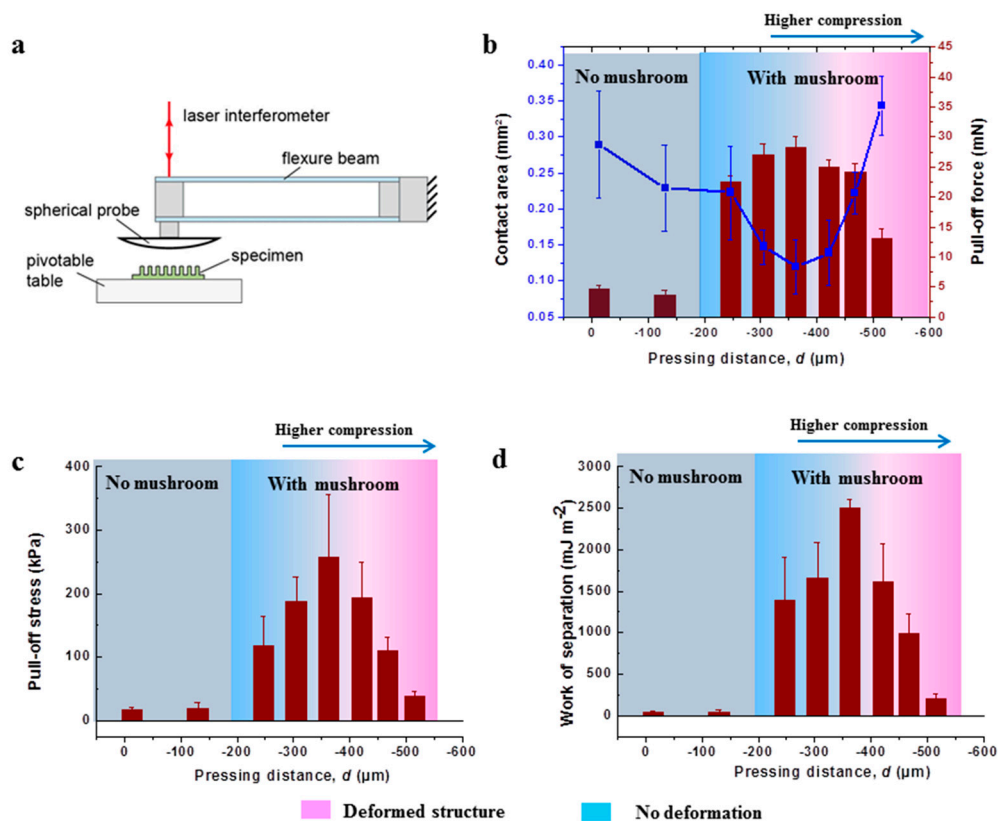 a
laser interferometer
flexure beam
spherical probe
specimen
pivotable
table
b
Higher compression
No mushroom
With mushroom
Contact area (mm²)
0.40
0.35
0.30
0.25
0.20
0.15
0.10
0.05
Pull-off force (mN)
45
40
35
30
25
20
15
10
5
0
0 -100 -200 -300 -400 -500 -600
Pressing distance, d (µm)
c
Higher compression
No mushroom
With mushroom
Pull-off stress (kPa)
400
300
200
100
0
0 -100 -200 -300 -400 -500 -600
Pressing distance, d (µm)
d
Higher compression
No mushroom
With mushroom
Work of separation (mJ m⁻²)
3000
2500
2000
1500
1000
500
0
0 -100 -200 -300 -400 -500 -600
Pressing distance, d (µm)
Deformed structure
No deformation